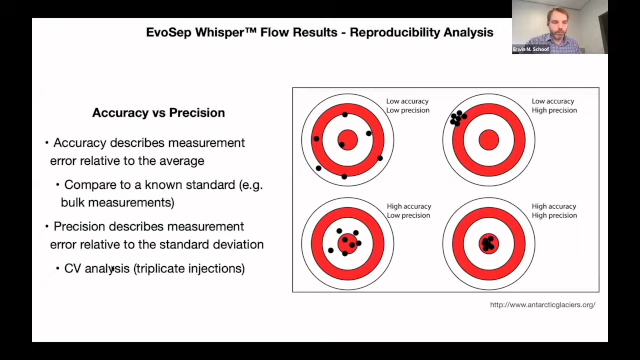 EvoSep Whisper™ Flow Results - Reproducibility Analysis
Erwin M. Schoof
Accuracy vs Precision
• Accuracy describes measurement
error relative to the average
• Compare to a known standard (e.g.
bulk measurements)
• Precision describes measurement
error relative to the standard deviation
• CV analysis (triplicate injections)
Low accuracy
Low precision
Low accuracy
High precision
High accuracy
Low precision
High accuracy
High precision
http://www.antarcticglaciers.org/